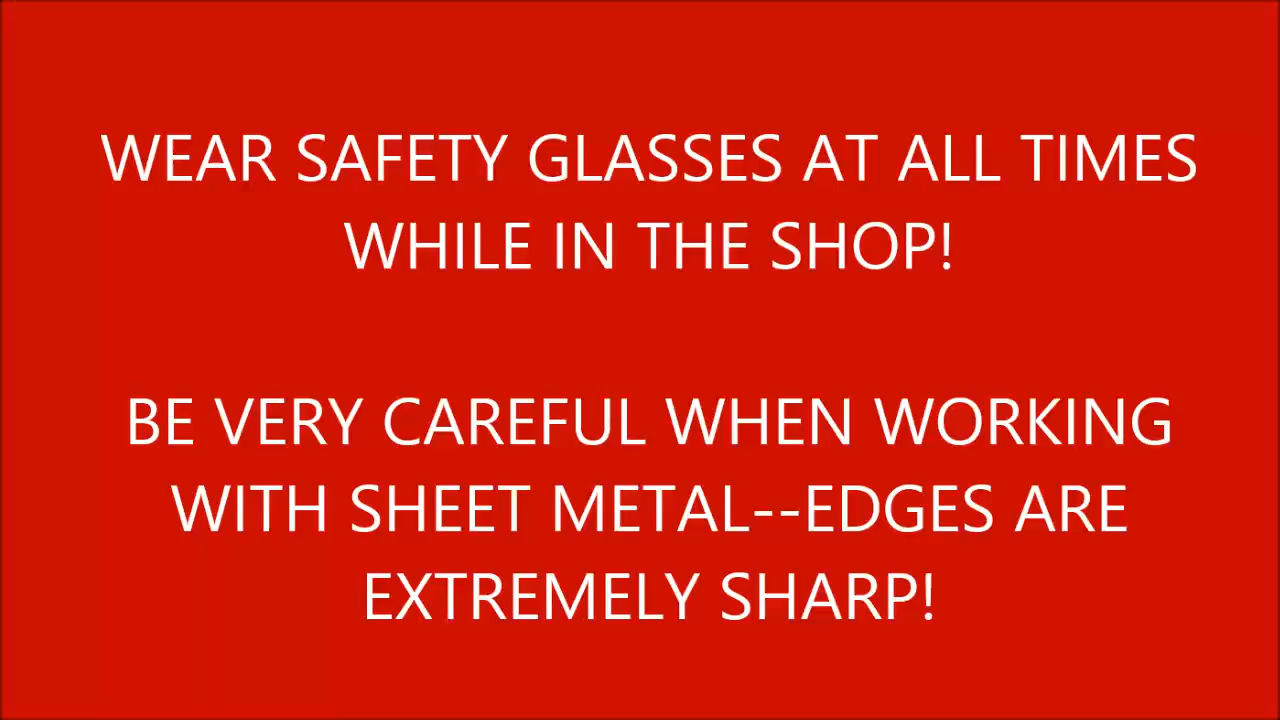 WEAR SAFETY GLASSES AT ALL TIMES
WHILE IN THE SHOP!
BE VERY CAREFUL WHEN WORKING
WITH SHEET METAL--EDGES ARE
EXTREMELY SHARP!